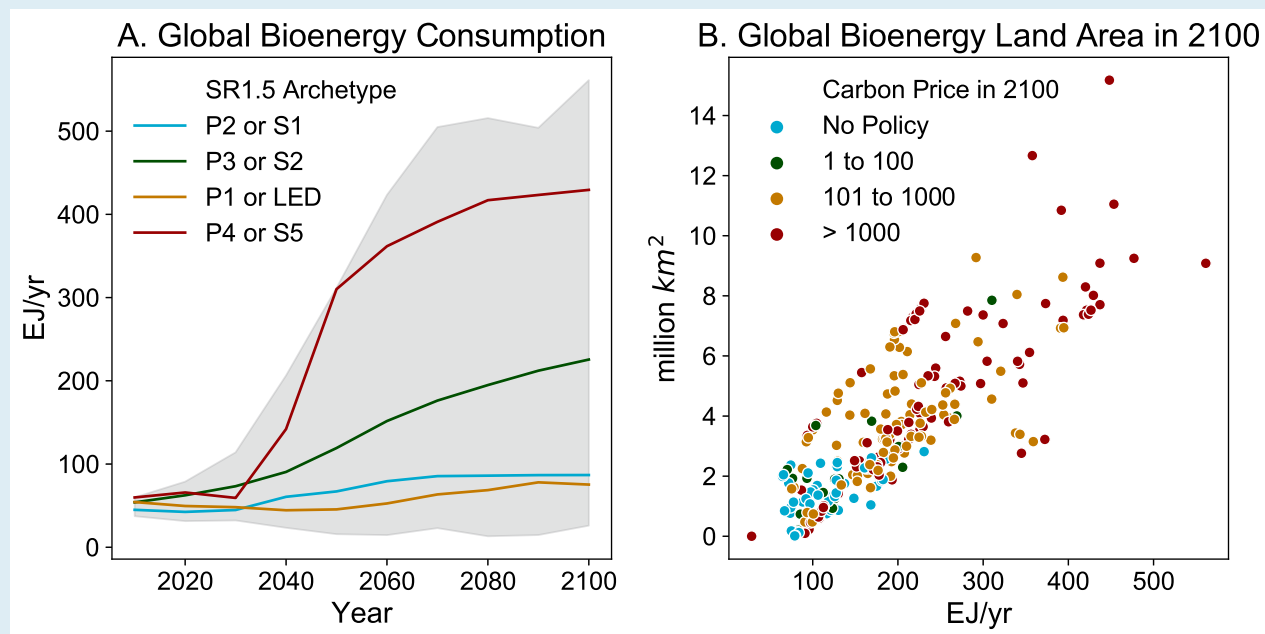 A. Global Bioenergy Consumption
SR1.5 Archetype
P2 or S1
P3 or S2
P1 or LED
P4 or S5
500
400
300
200
100
0
EJ/yr
2020
2040
2060
2080
2100
Year
B. Global Bioenergy Land Area in 2100
Carbon Price in 2100
No Policy
1 to 100
101 to 1000
> 1000
14
12
10
8
6
4
2
0
million km²
100
200
300
400
500
EJ/yr